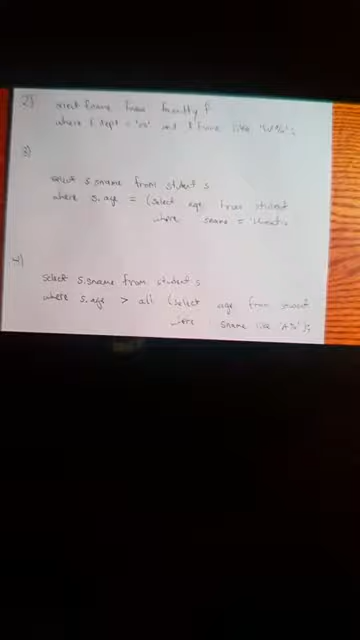 2)
select fname from faculty f
where f.dept = 'cs' and f.fname like 'W%';
3)
select s.sname from student s
where s.age = (select age from student
where sname =
4)
select s.sname from student s
where s.age > all (select age from student
where sname like 'A%');